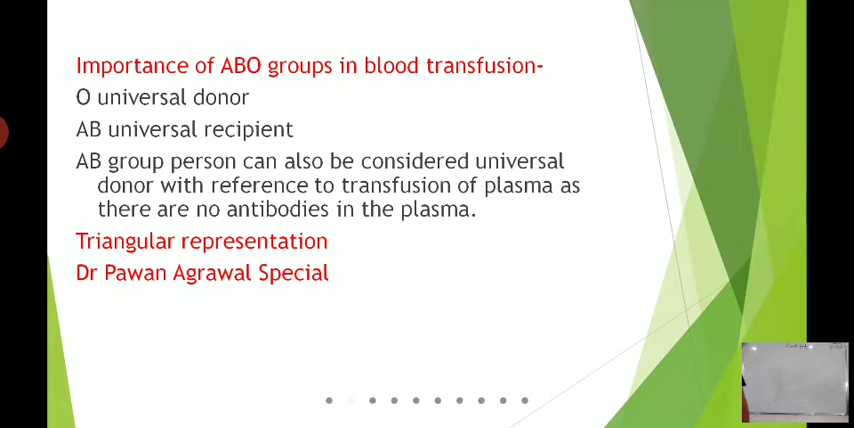 Importance of ABO groups in blood transfusion-
O universal donor
AB universal recipient
AB group person can also be considered universal
donor with reference to transfusion of plasma as
there are no antibodies in the plasma.
Triangular representation
Dr Pawan Agrawal Special